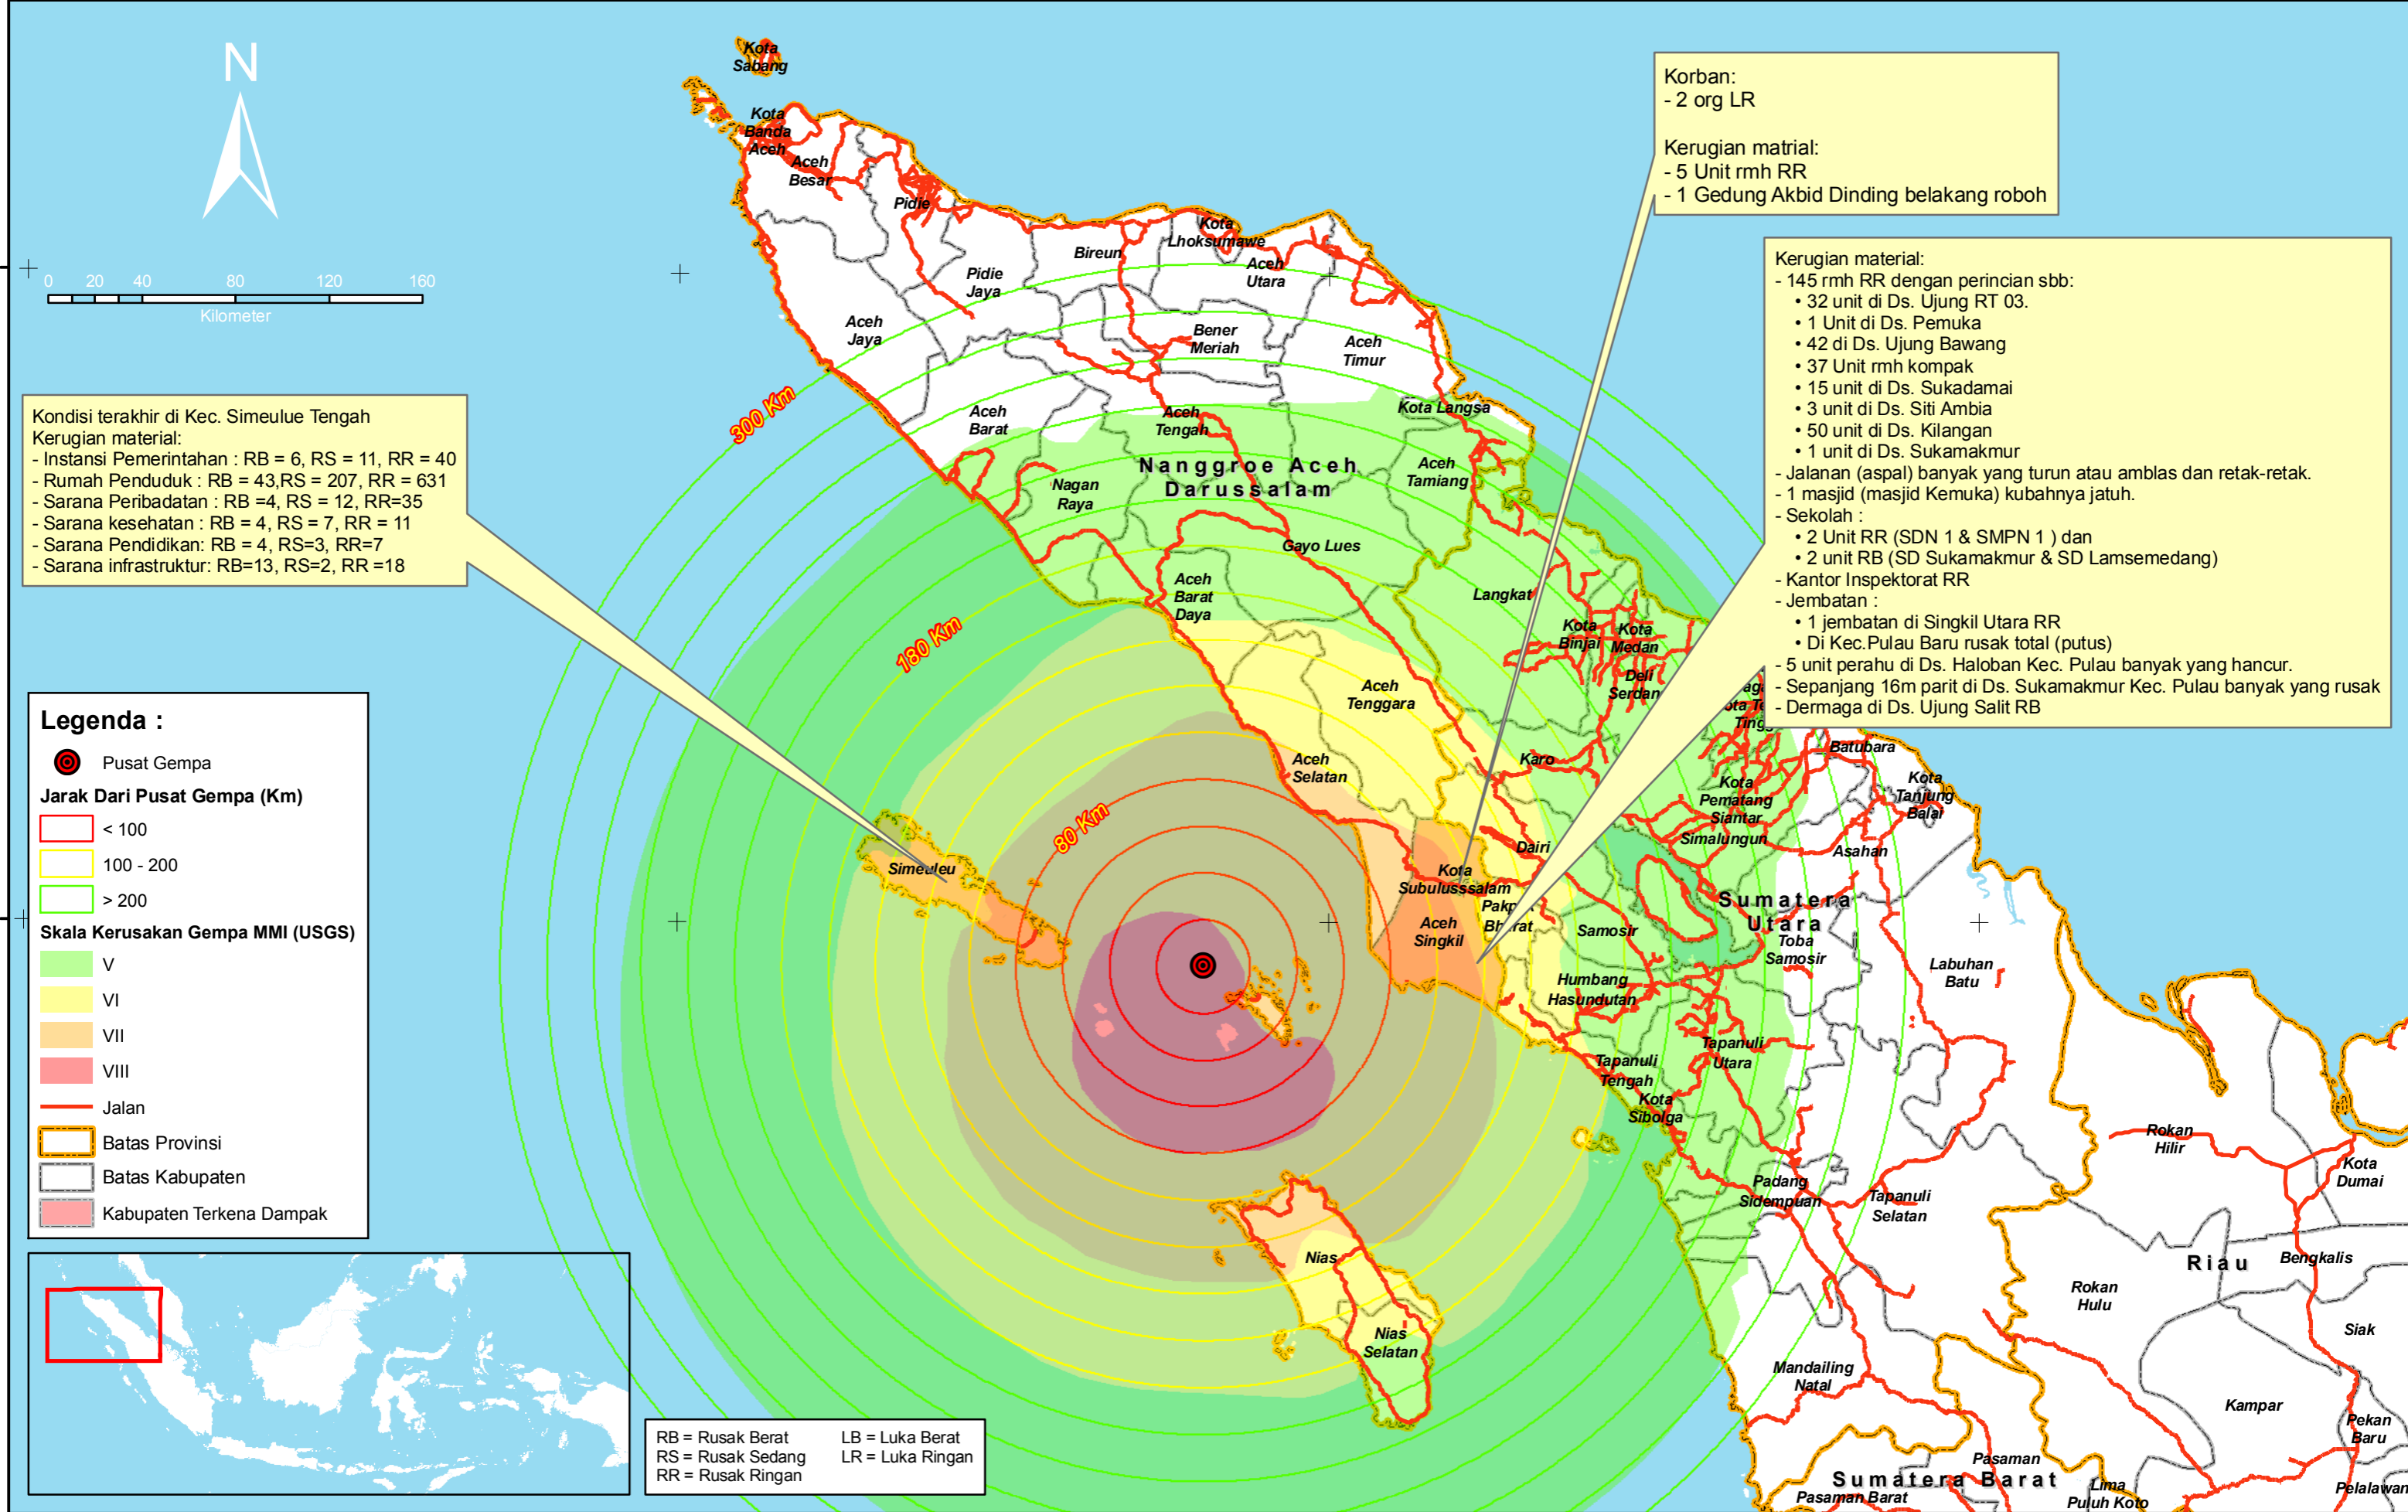 N
0 20 40 80 120 160
Kilometer
Korban:
- 2 org LR
Kerugian matrial:
- 5 Unit rmh RR
- 1 Gedung Akbid Dinding belakang roboh
Kerugian material:
- 145 rmh RR dengan perincian sbb:
• 32 unit di Ds. Ujung RT 03.
• 1 Unit di Ds. Pemuka
• 42 di Ds. Ujung Bawang
• 37 Unit rmh kompak
• 15 unit di Ds. Sukadamai
• 3 unit di Ds. Siti Ambia
• 50 unit di Ds. Kilangan
• 1 unit di Ds. Sukamakmur
- Jalanan (aspal) banyak yang turun atau amblas dan retak-retak.
- 1 masjid (masjid Kemuka) kubahnya jatuh.
- Sekolah :
• 2 Unit RR (SDN 1 & SMPN 1 ) dan
• 2 unit RB (SD Sukamakmur & SD Lamsemedang)
- Kantor Inspektorat RR
- Jembatan :
• 1 jembatan di Singkil Utara RR
• Di Kec.Pulau Baru rusak total (putus)
- 5 unit perahu di Ds. Haloban Kec. Pulau banyak yang hancur.
- Sepanjang 16m parit di Ds. Sukamakmur Kec. Pulau banyak yang rusak
- Dermaga di Ds. Ujung Salit RB
Kondisi terakhir di Kec. Simeulue Tengah
Kerugian material:
- Instansi Pemerintahan : RB = 6, RS = 11, RR = 40
- Rumah Penduduk : RB = 43,RS = 207, RR = 631
- Sarana Peribadatan : RB =4, RS = 12, RR=35
- Sarana kesehatan : RB = 4, RS = 7, RR = 11
- Sarana Pendidikan: RB = 4, RS=3, RR=7
- Sarana infrastruktur: RB=13, RS=2, RR =18
Kota
Sabang
Kota
Banda
Aceh
Aceh
Besar
Pidie
Pidie
Jaya
Bireun
Kota
Lhoksumawe
Aceh
Utara
Aceh
Jaya
Bener
Meriah
Aceh
Timur
300 Km
Aceh
Barat
Aceh
Tengah
Kota Langsa
Nanggroe Aceh
Darussalam
Nagan
Raya
Aceh
Tamiang
Gayo Lues
Aceh
Barat
Daya
Langkat
180 Km
Kota
Binjai
Kota
Medan
Deli
Serdan
Aceh
Tenggara
Tingg
Batubara
Aceh
Selatan
Karo
Kota
Pematang
Siantar
Kota
Tanjung
Balai
80 Km
Simalungun
Asahan
Simeuleu
Dairi
Kota
Subulusssalam
Pakp
Bharat
Aceh
Singkil
Samosir
Sumatera
Utara
Toba
Samosir
Labuhan
Batu
Humbang
Hasundutan
Tapanuli
Utara
Tapanuli
Tengah
Kota
Sibolga
Padang
Sidempuan
Tapanuli
Selatan
Rokan
Hilir
Kota
Dumai
Nias
Nias
Selatan
Riau
Bengkalis
Rokan
Hulu
Siak
Mandailing
Natal
Kampar
Pekan
Baru
Pasaman
Sumatera Barat
Pasaman Barat
Lima
Puluh Koto
Pelalawan
Legenda :
Pusat Gempa
Jarak Dari Pusat Gempa (Km)
< 100
100 - 200
> 200
Skala Kerusakan Gempa MMI (USGS)
V
VI
VII
VIII
Jalan
Batas Provinsi
Batas Kabupaten
Kabupaten Terkena Dampak
RB = Rusak Berat LB = Luka Berat
RS = Rusak Sedang LR = Luka Ringan
RR = Rusak Ringan